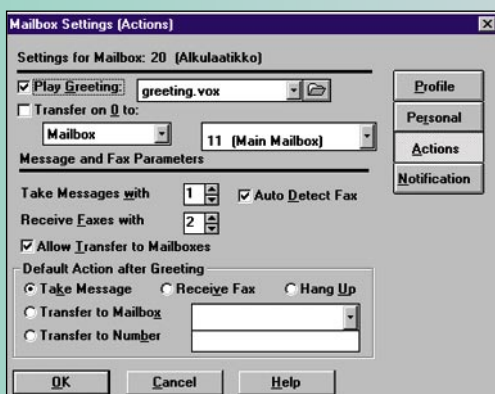 Mailbox Settings (Actions)
Settings for Mailbox: 20 (Alkulaatikko)
Play Greeting: greeting.vox
Transfer on 0 to:
Mailbox 11 (Main Mailbox)
Message and Fax Parameters
Take Messages with 1 Auto Detect Fax
Receive Faxes with 2
Allow Transfer to Mailboxes
Default Action after Greeting
Take Message Receive Fax Hang Up
Transfer to Mailbox
Transfer to Number
OK Cancel Help
Profile
Personal
Actions
Notification